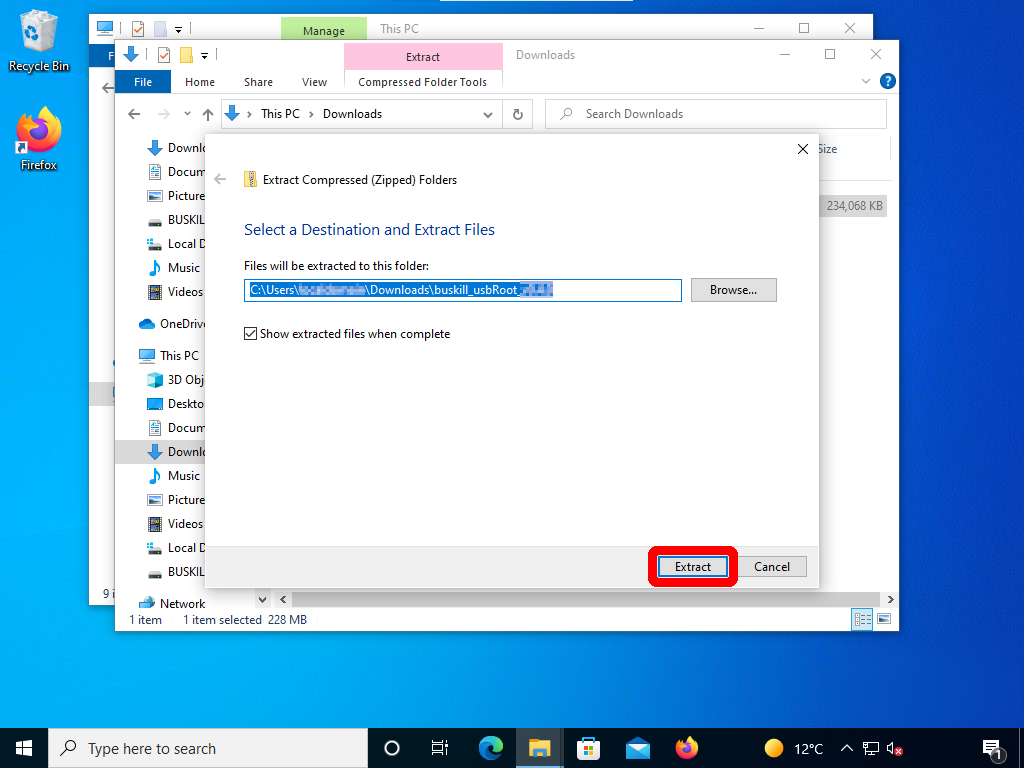 Recycle Bin
Firefox
Manage
This PC
Extract
Downloads
File
Home
Share
View
Compressed Folder Tools
This PC
Downloads
Search Downloads
Size
234,068 KB
Downl
Docum
Picture
BUSKIL
Local D
Music
Videos
OneDriv
This PC
3D Obj
Deskto
Docum
Downl
Music
Picture
Videos
Local D
BUSKIL
Network
Extract Compressed (Zipped) Folders
Select a Destination and Extract Files
Files will be extracted to this folder:
C:\Users\
\Downloads\buskill_usbRoot_
Browse...
Show extracted files when complete
Extract
Cancel
9 i
1 item
1 item selected 228 MB
Type here to search
12°C
1